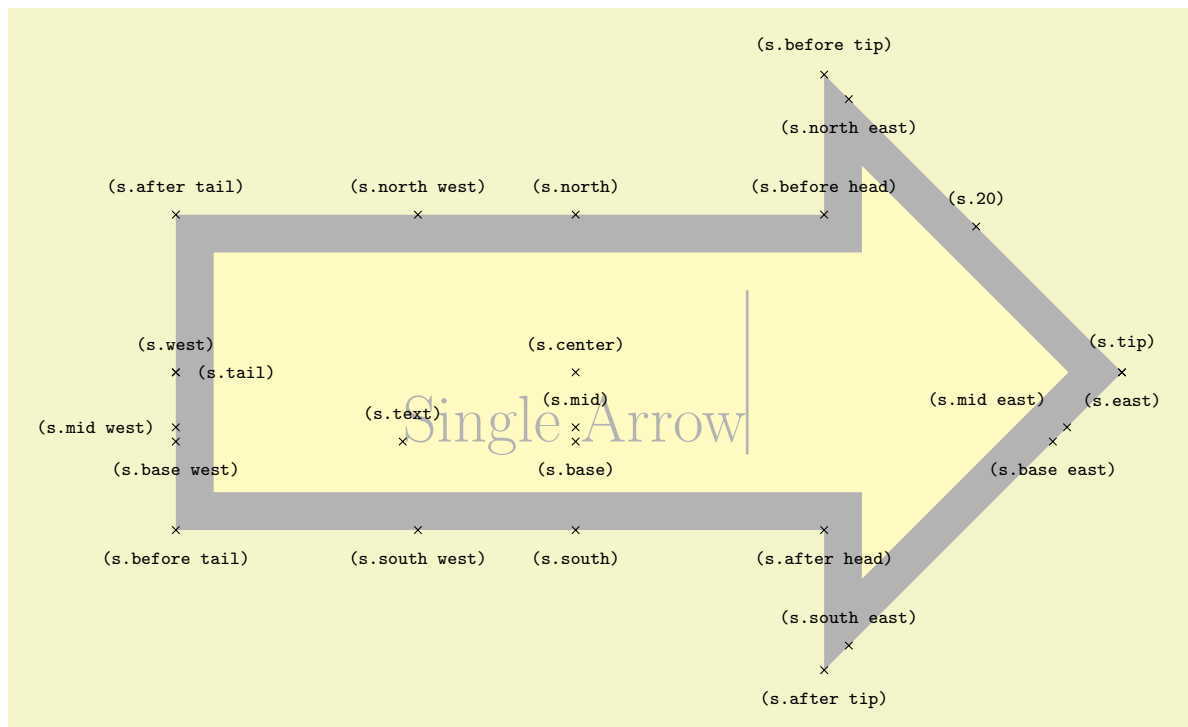 (s.before tip)
(s.north east)
(s.after tail)
(s.north west)
(s.north)
(s.before head)
(s.20)
(s.west)
(s.center)
(s.tip)
(s.tail)
(s.mid)
(s.mid east)
(s.east)
(s.text)
Single Arrow
(s.mid west)
(s.base west)
(s.base)
(s.base east)
(s.before tail)
(s.south west)
(s.south)
(s.after head)
(s.south east)
(s.after tip)